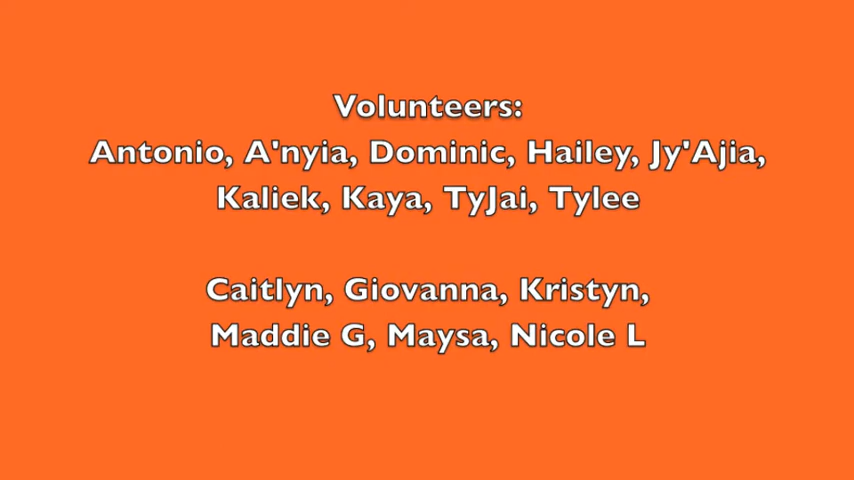 Volunteers:
Antonio, A'nyia, Dominic, Hailey, Jy'Ajia,
Kaliek, Kaya, TyJai, Tylee
Caitlyn, Giovanna, Kristyn,
Maddie G, Maysa, Nicole L